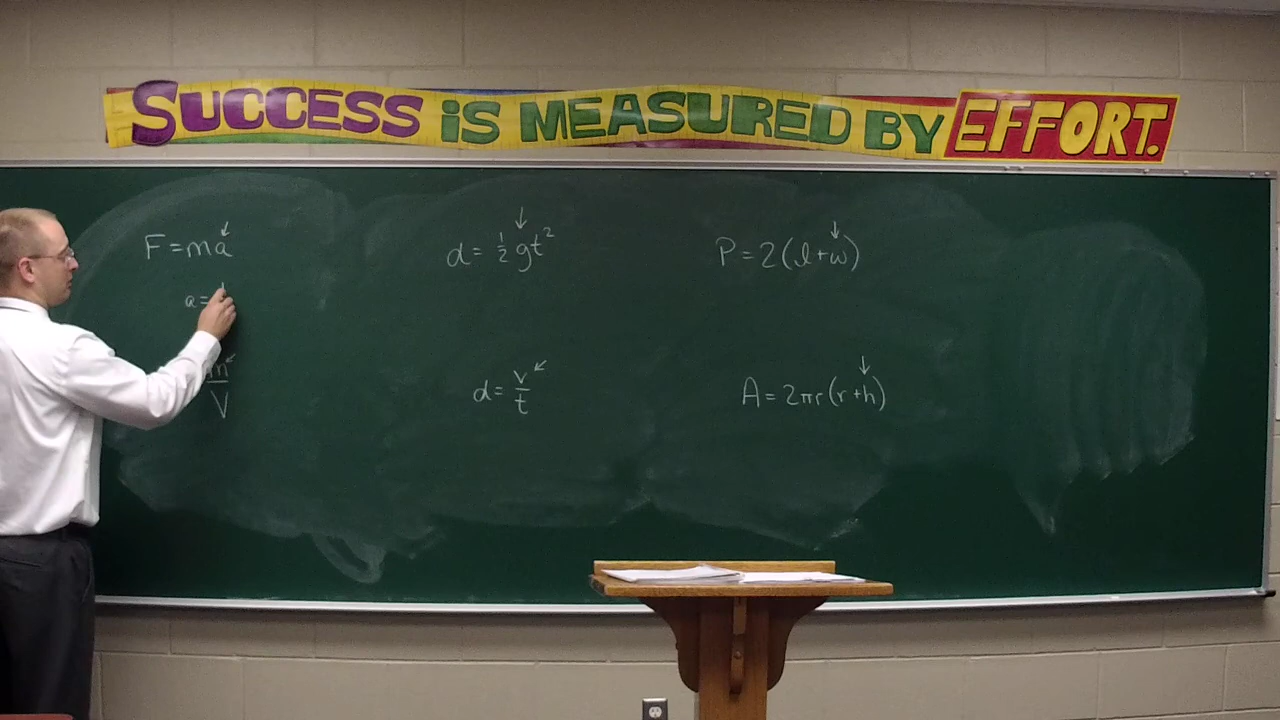 SUCCESS iS MEASURED BY EFFORT.
F=ma
a=
m
V
d=½gt²
d=v/t
P=2(l+w)
A=2πr(r+h)